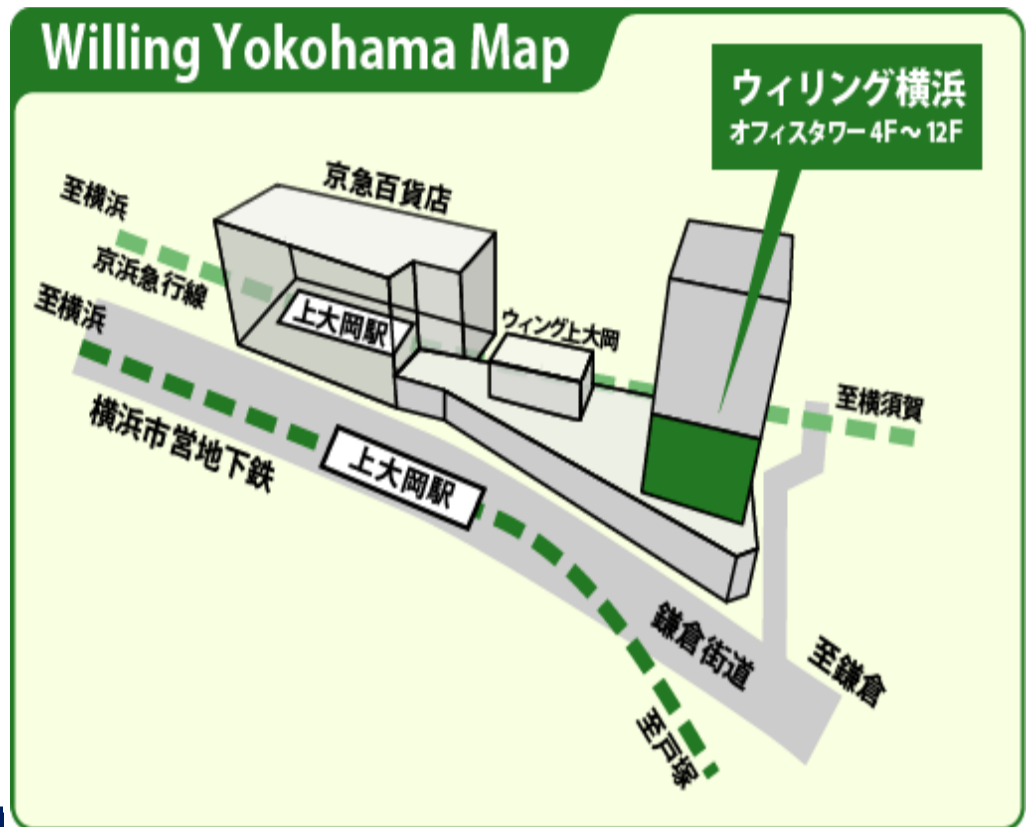 Willing Yokohama Map
ウィリング横浜
オフィスタワー4F～12F
京急百貨店
至横浜
京浜急行線
至横浜
上大岡駅
ウィング上大岡
至横須賀
横浜市営地下鉄
上大岡駅
鎌倉街道
至鎌倉
至戸塚